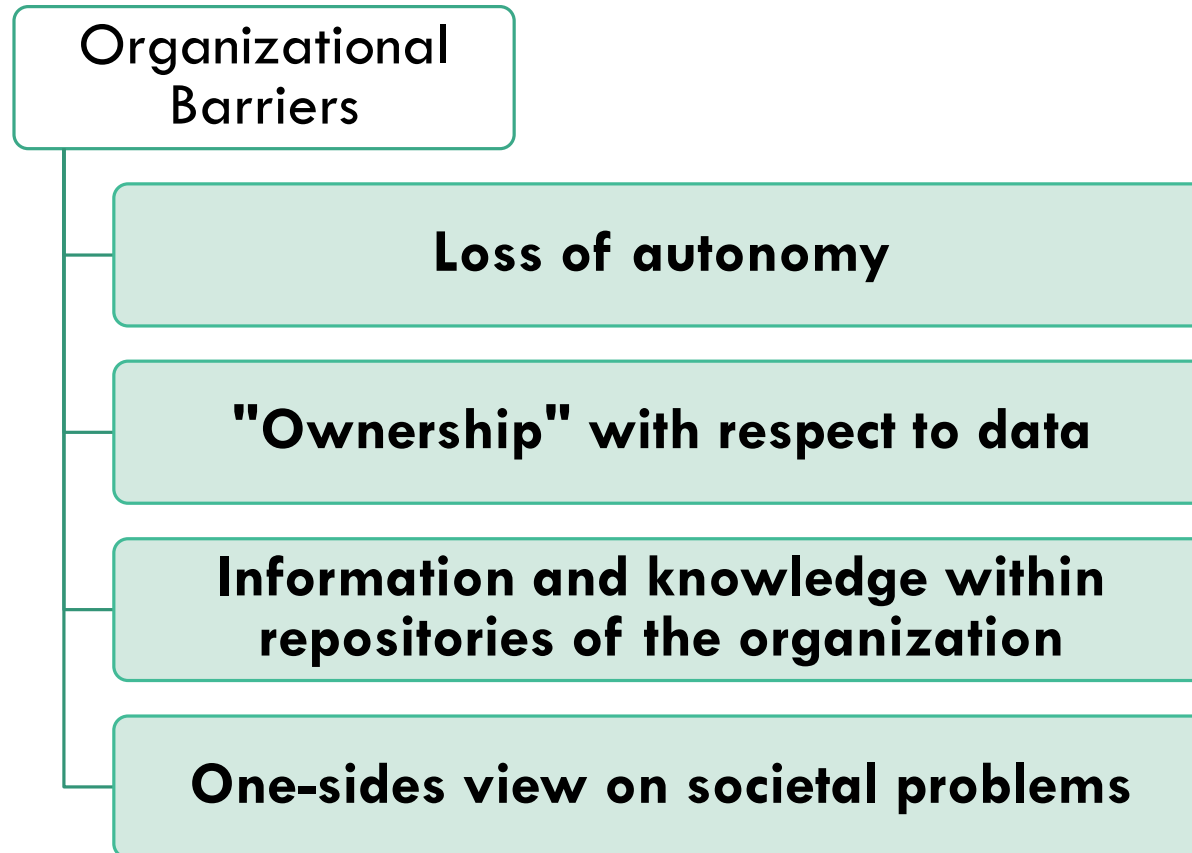 Organizational
Barriers
Loss of autonomy
"Ownership" with respect to data
Information and knowledge within
repositories of the organization
One-sides view on societal problems